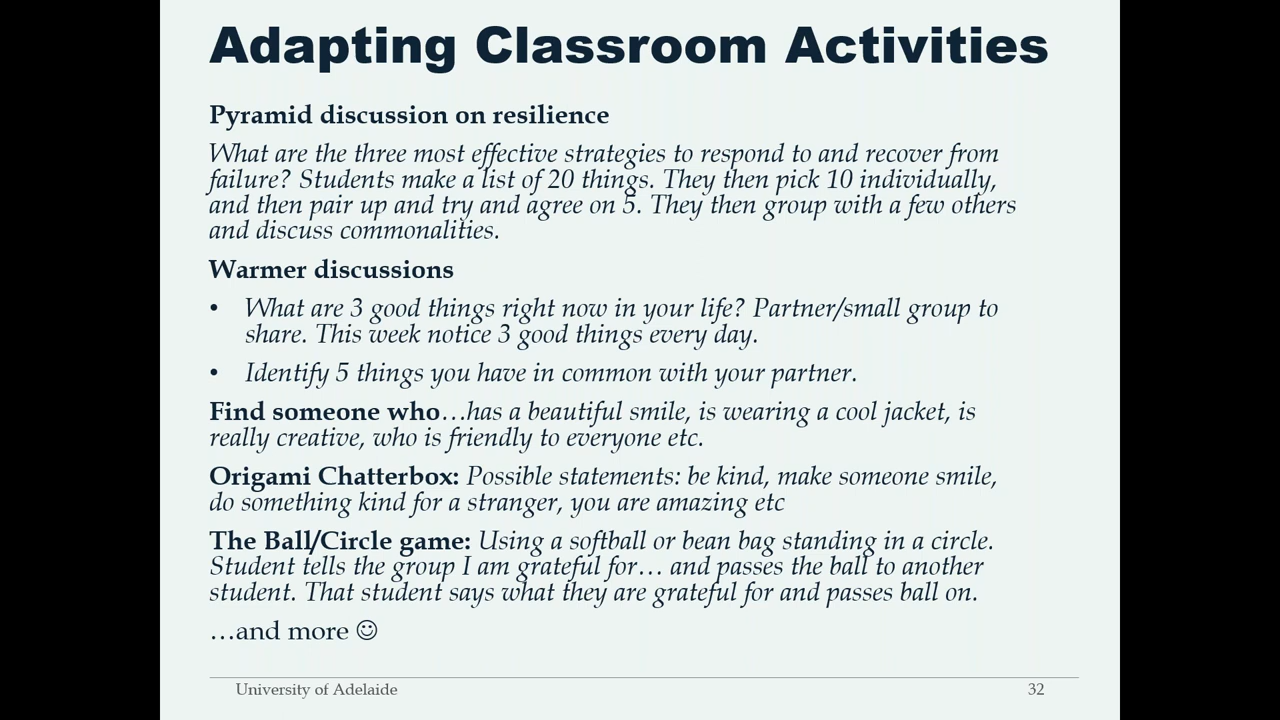 Adapting Classroom Activities
Pyramid discussion on resilience
What are the three most effective strategies to respond to and recover from
failure? Students make a list of 20 things. They then pick 10 individually,
and then pair up and try and agree on 5. They then group with a few others
and discuss commonalities.
Warmer discussions
• What are 3 good things right now in your life? Partner/small group to
share. This week notice 3 good things every day.
• Identify 5 things you have in common with your partner.
Find someone who…has a beautiful smile, is wearing a cool jacket, is
really creative, who is friendly to everyone etc.
Origami Chatterbox: Possible statements: be kind, make someone smile,
do something kind for a stranger, you are amazing etc
The Ball/Circle game: Using a softball or bean bag standing in a circle.
Student tells the group I am grateful for… and passes the ball to another
student. That student says what they are grateful for and passes ball on.
…and more ☺
University of Adelaide
32